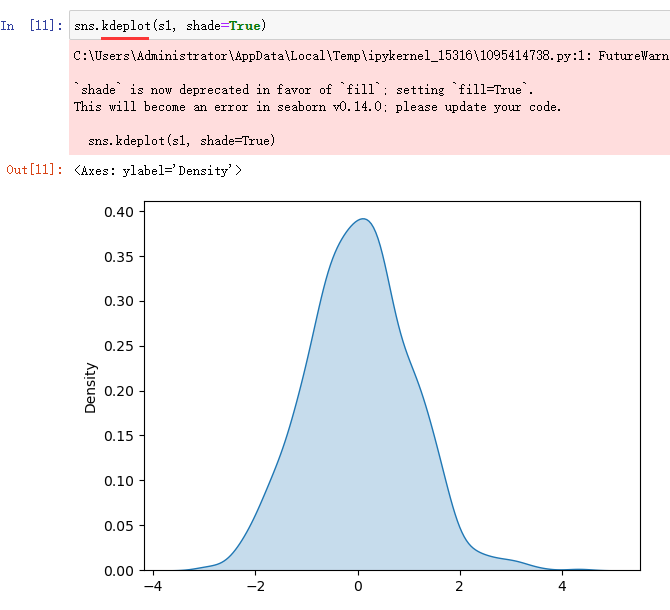 In [11]: sns.kdeplot(s1, shade=True)
C:\Users\Administrator\AppData\Local\Temp\ipykernel_15316\1095414738.py:1: FutureWarn
`shade` is now deprecated in favor of `fill`; setting `fill=True`.
This will become an error in seaborn v0.14.0; please update your code.
sns.kdeplot(s1, shade=True)
Out[11]: <Axes: ylabel='Density'>
0.40
0.35
0.30
0.25
0.20
0.15
0.10
0.05
0.00
Density
−4 −2 0 2 4